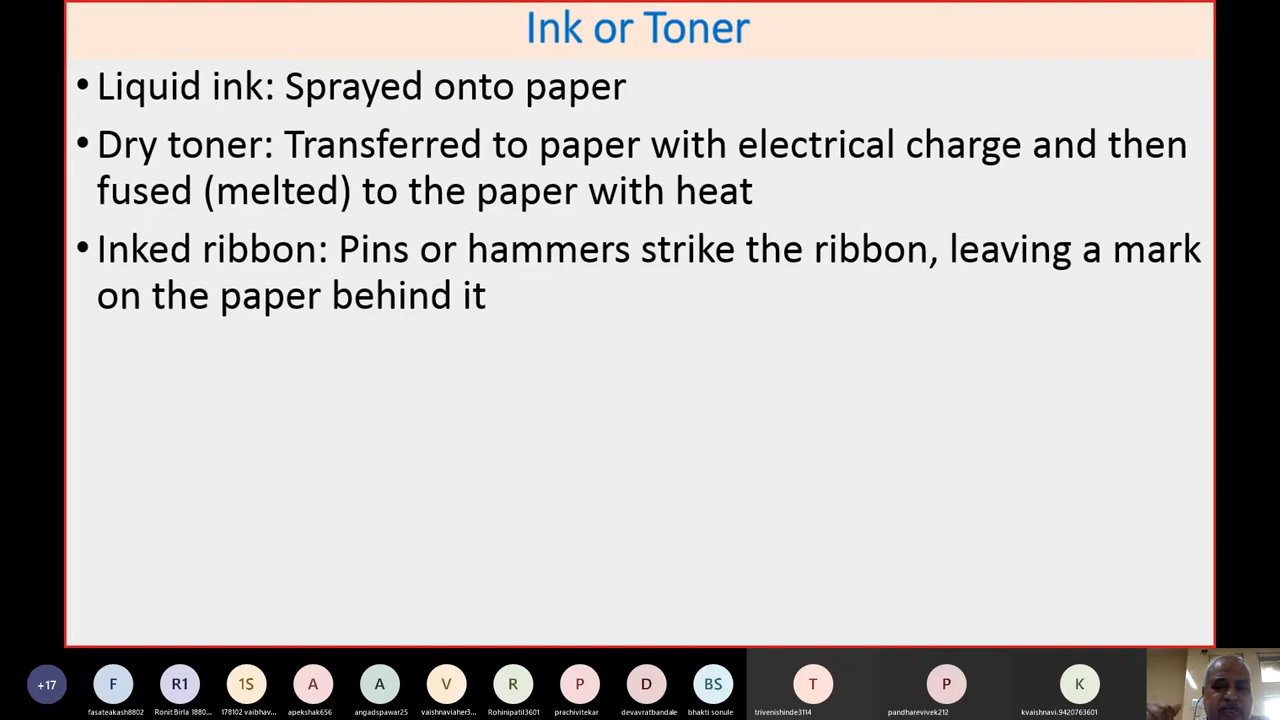 Ink or Toner
• Liquid ink: Sprayed onto paper
• Dry toner: Transferred to paper with electrical charge and then
fused (melted) to the paper with heat
• Inked ribbon: Pins or hammers strike the ribbon, leaving a mark
on the paper behind it
+17 F R1 1S A A V R P D BS T P K
fasateakash8802 Ronit Birla 1880... 178102 vaibhav... apekshak656 angadspawar25 vaishnaviaher3... Rohinipatil3601 prachivitekar devavratbandale bhakti sonule trivenishinde3114 pandharevivek212 kvaishnavi.9420763601